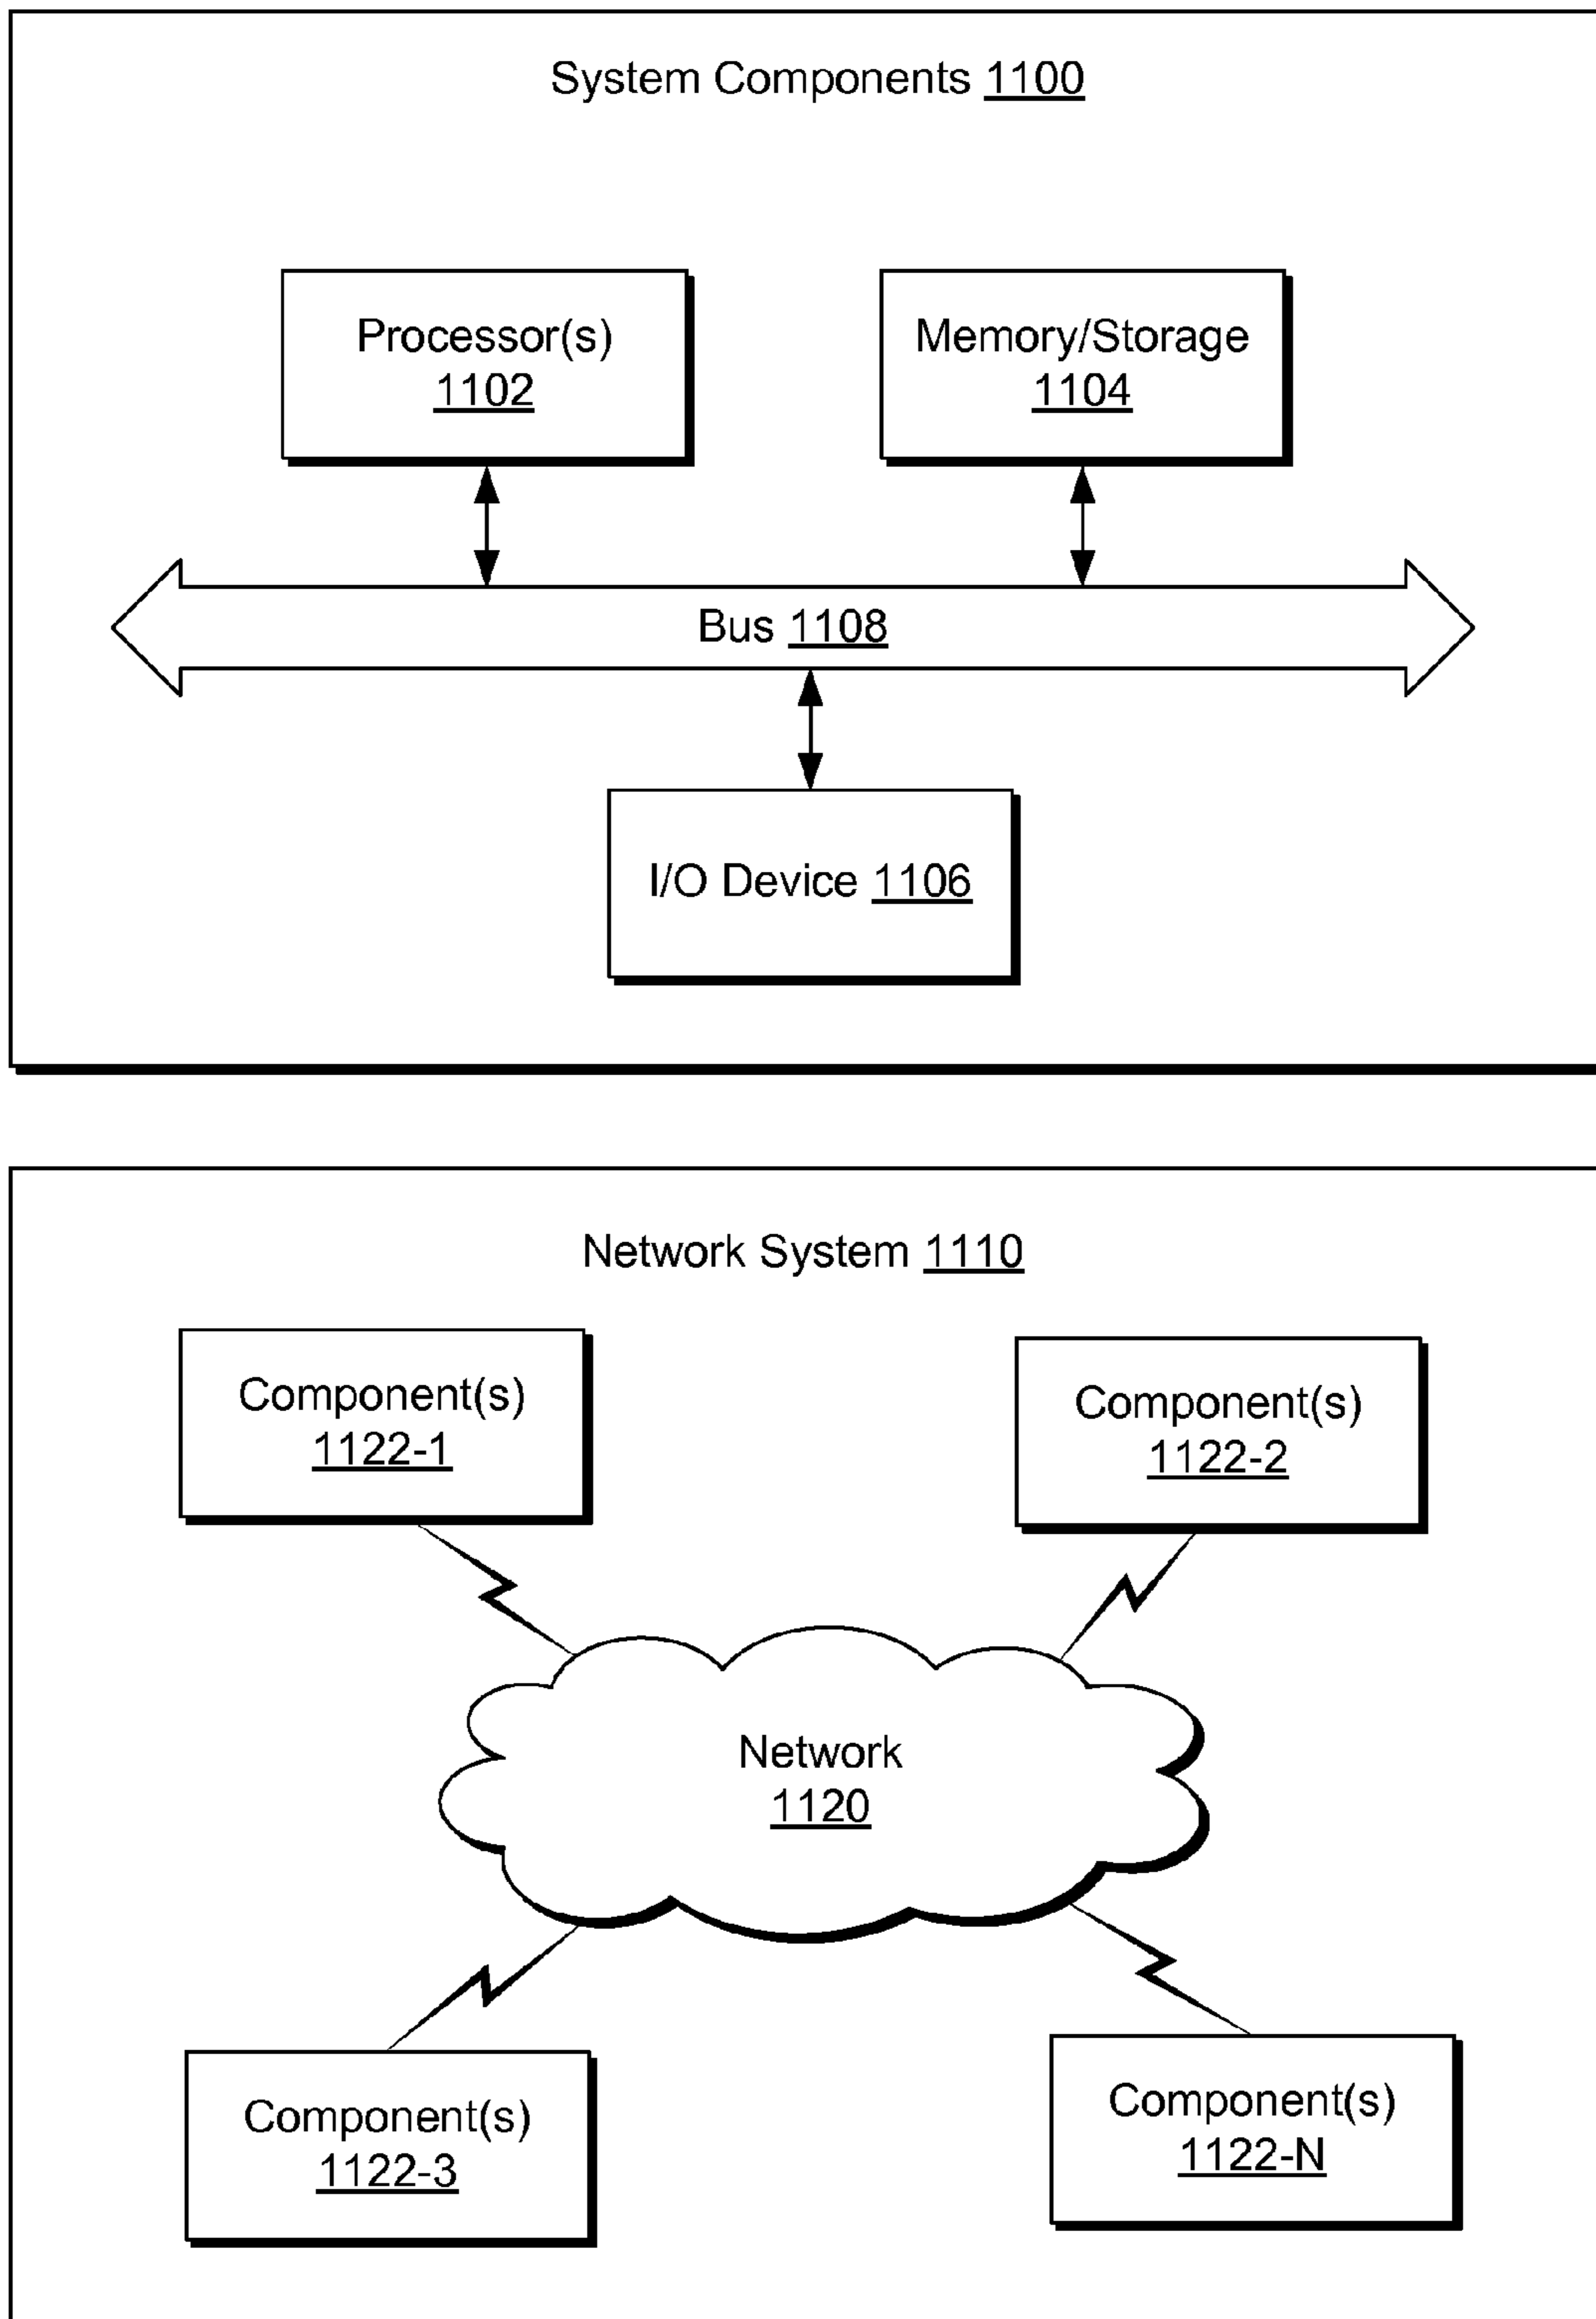 System Components 1100
Processor(s)
1102
Memory/Storage
1104
Bus 1108
I/O Device 1106
Network System 1110
Component(s)
1122-1
Component(s)
1122-2
Network
1120
Component(s)
1122-3
Component(s)
1122-N